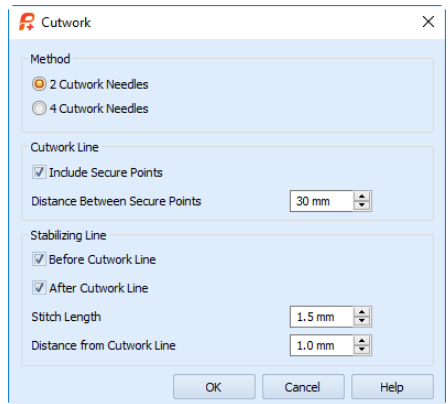 Cutwork
Method
2 Cutwork Needles
4 Cutwork Needles
Cutwork Line
Include Secure Points
Distance Between Secure Points 30 mm
Stabilizing Line
Before Cutwork Line
After Cutwork Line
Stitch Length 1.5 mm
Distance from Cutwork Line 1.0 mm
OK Cancel Help